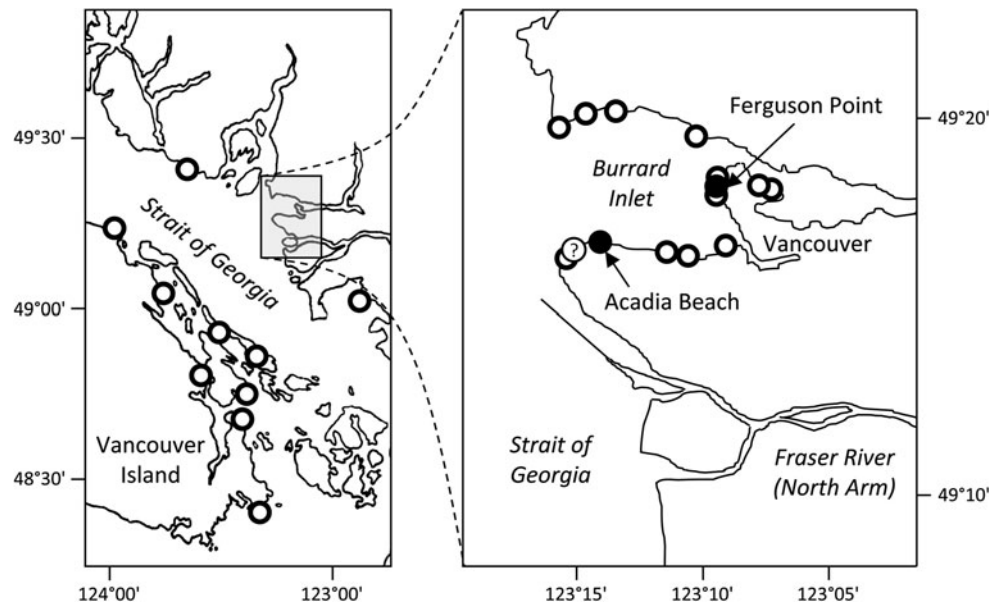 49°30'
49°00'
48°30'
124°00'
123°00'
Strait of Georgia
Vancouver
Island
Ferguson Point
Burrard
Inlet
Vancouver
?
Acadia Beach
Strait of
Georgia
Fraser River
(North Arm)
49°20'
49°10'
123°15'
123°10'
123°05'